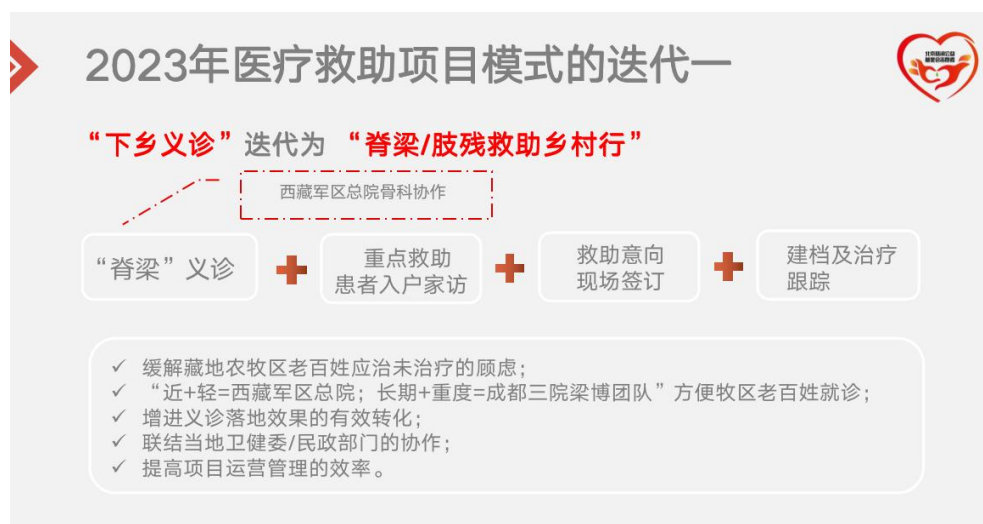 2023年医疗救助项目模式的迭代一
“下乡义诊”迭代为 “脊梁/肢残救助乡村行”
西藏军区总院骨科协作
“脊梁”义诊
重点救助
患者入户家访
救助意向
现场签订
建档及治疗
跟踪
✓ 缓解藏地农牧区老百姓应治未治疗的顾虑；
✓ “近+轻=西藏军区总院；长期+重度=成都三院梁博团队”方便牧区老百姓就诊；
✓ 增进义诊落地效果的有效转化；
✓ 联结当地卫健委/民政部门的协作；
✓ 提高项目运营管理的效率。